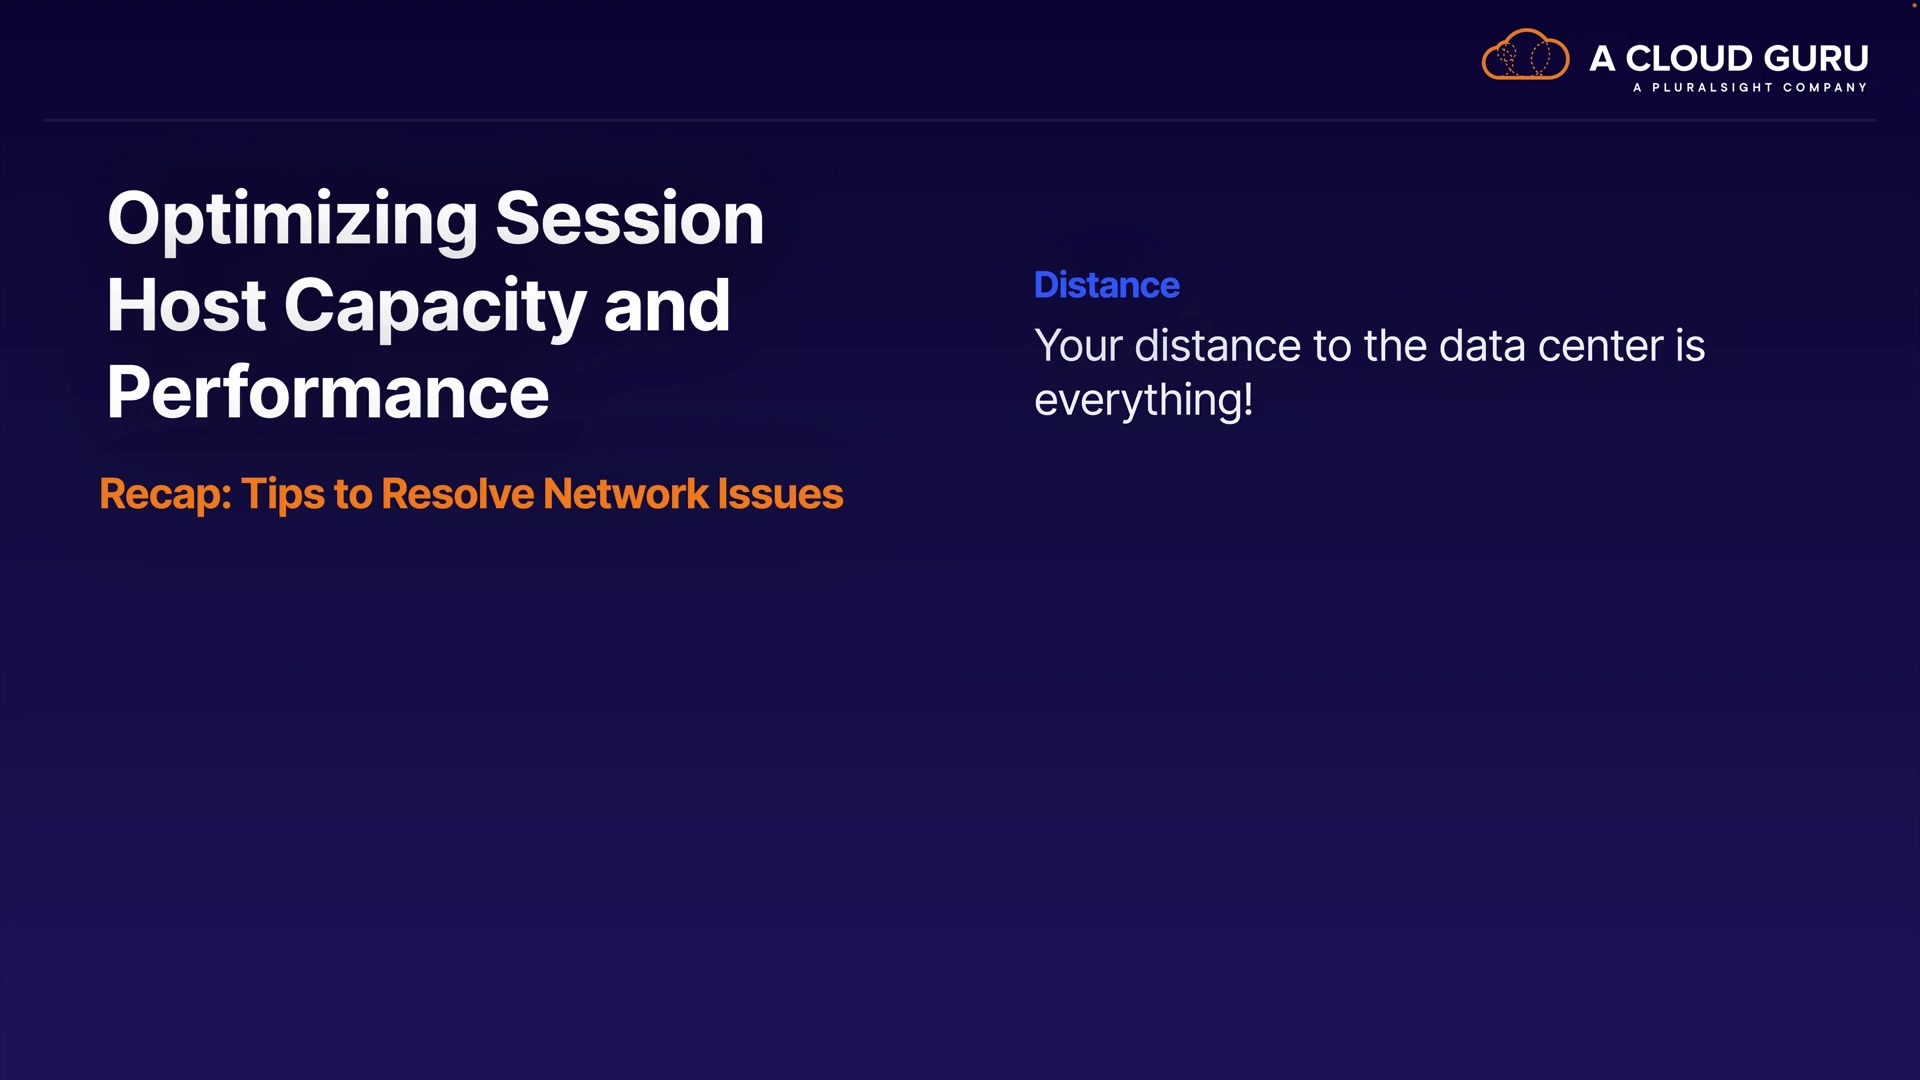 A CLOUD GURU
A PLURALSIGHT COMPANY
Optimizing Session
Host Capacity and
Performance
Recap: Tips to Resolve Network Issues
Distance
Your distance to the data center is
everything!